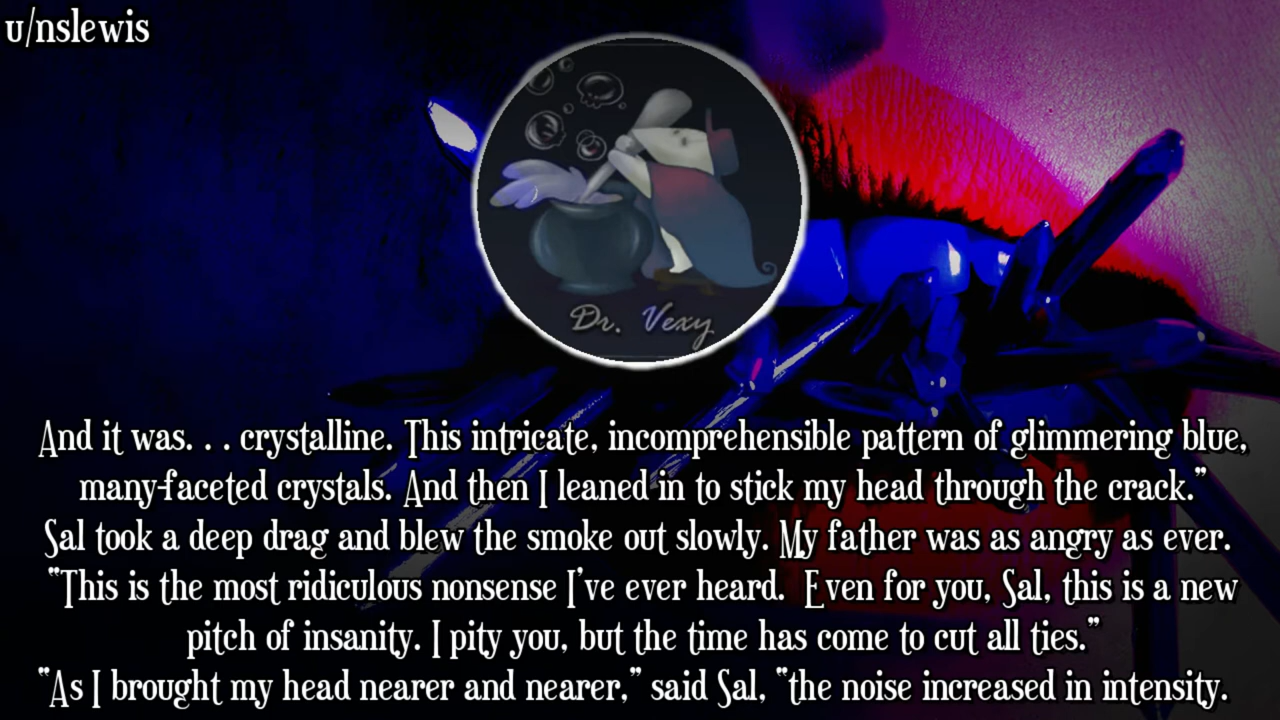 u/nslewis
Dr. Vexy
And it was. . . crystalline. This intricate, incomprehensible pattern of glimmering blue,
many-faceted crystals. And then I leaned in to stick my head through the crack.”
Sal took a deep drag and blew the smoke out slowly. My father was as angry as ever.
“This is the most ridiculous nonsense I’ve ever heard.  Even for you, Sal, this is a new
pitch of insanity. I pity you, but the time has come to cut all ties.”
“As I brought my head nearer and nearer,” said Sal, “the noise increased in intensity.